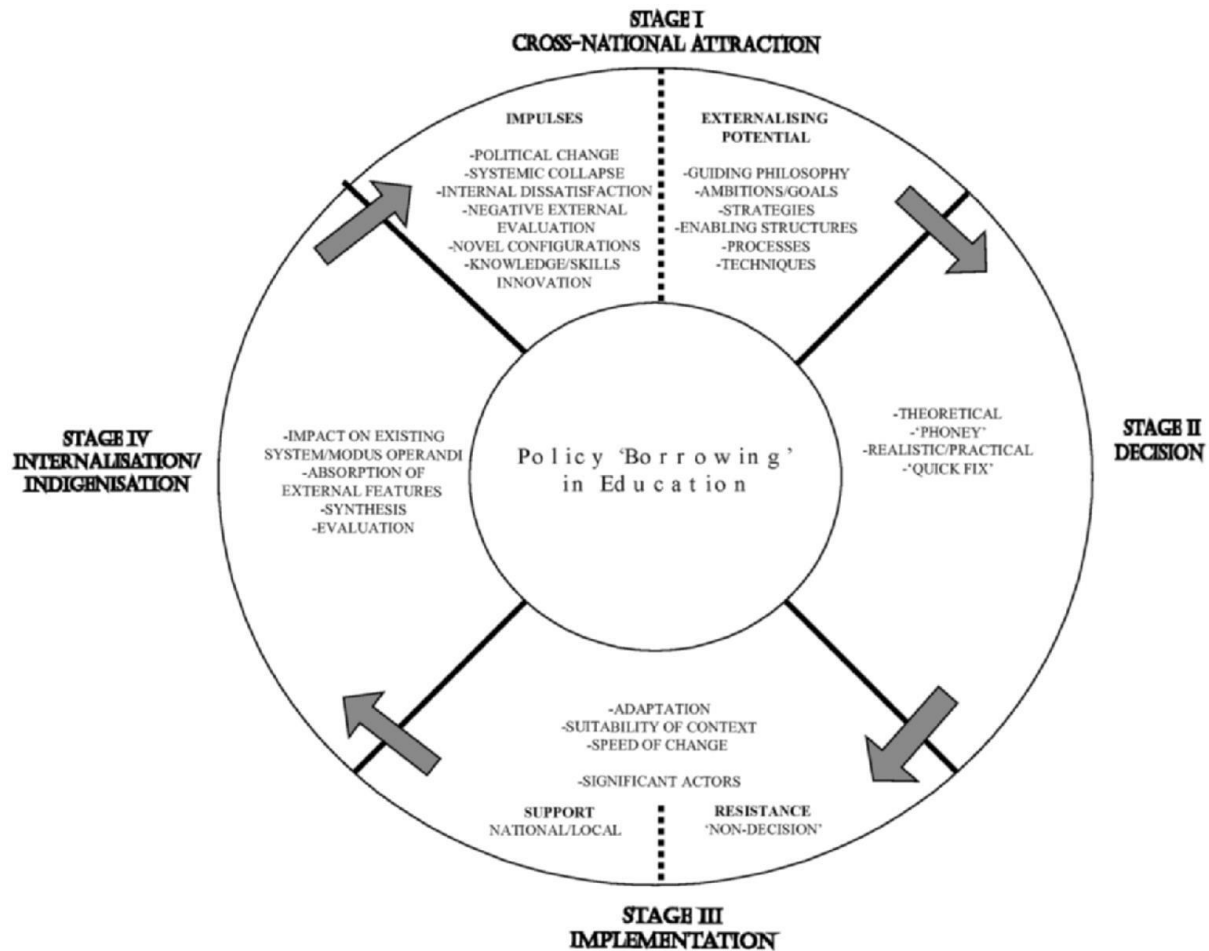 STAGE I
CROSS-NATIONAL ATTRACTION
IMPULSES
-POLITICAL CHANGE
-SYSTEMIC COLLAPSE
-INTERNAL DISSATISFACTION
-NEGATIVE EXTERNAL
EVALUATION
-NOVEL CONFIGURATIONS
-KNOWLEDGE/SKILLS
INNOVATION
EXTERNALISING
POTENTIAL
-GUIDING PHILOSOPHY
-AMBITIONS/GOALS
-STRATEGIES
-ENABLING STRUCTURES
-PROCESSES
-TECHNIQUES
STAGE II
DECISION
-THEORETICAL
-‘PHONEY’
-REALISTIC/PRACTICAL
-‘QUICK FIX’
Policy ‘Borrowing’
in Education
STAGE IV
INTERNALISATION/
INDIGENISATION
-IMPACT ON EXISTING
SYSTEM/MODUS OPERANDI
-ABSORPTION OF
EXTERNAL FEATURES
-SYNTHESIS
-EVALUATION
-ADAPTATION
-SUITABILITY OF CONTEXT
-SPEED OF CHANGE
-SIGNIFICANT ACTORS
SUPPORT
NATIONAL/LOCAL
RESISTANCE
‘NON-DECISION’
STAGE III
IMPLEMENTATION